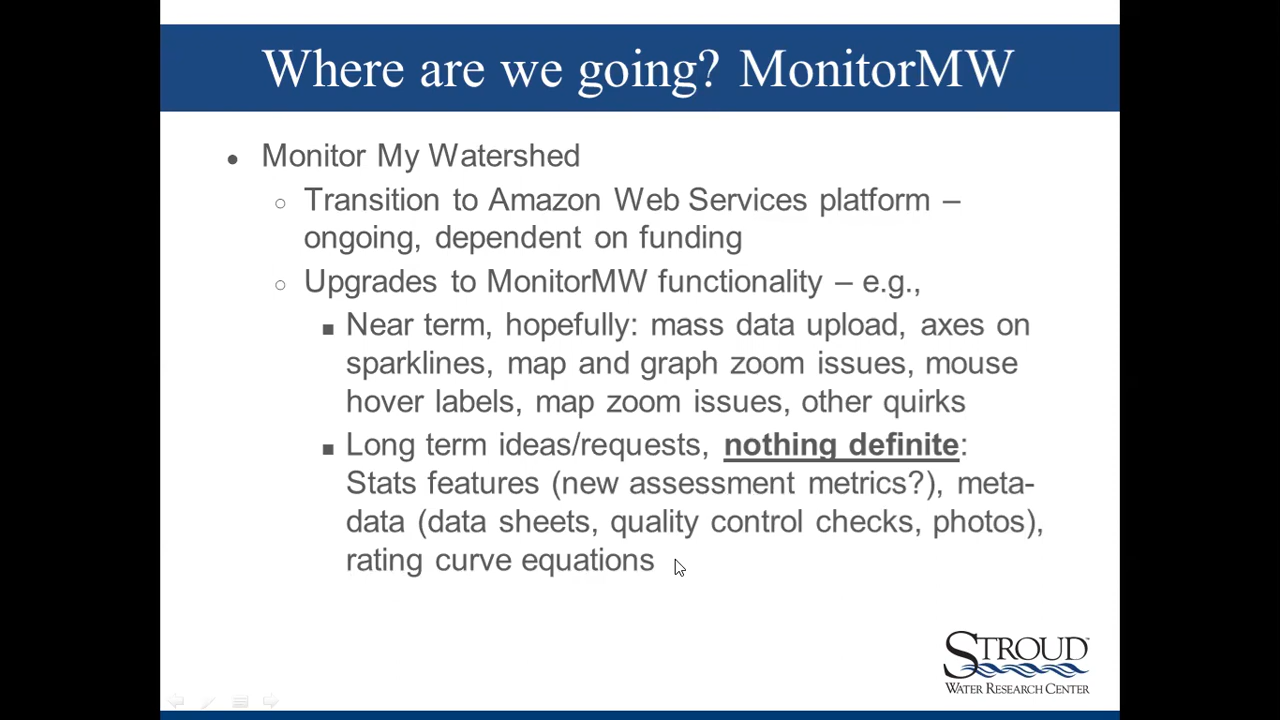 Where are we going? MonitorMW
● Monitor My Watershed
○ Transition to Amazon Web Services platform –
ongoing, dependent on funding
○ Upgrades to MonitorMW functionality – e.g.,
■ Near term, hopefully: mass data upload, axes on
sparklines, map and graph zoom issues, mouse
hover labels, map zoom issues, other quirks
■ Long term ideas/requests, nothing definite:
Stats features (new assessment metrics?), meta-
data (data sheets, quality control checks, photos),
rating curve equations
STROUD™
WATER RESEARCH CENTER